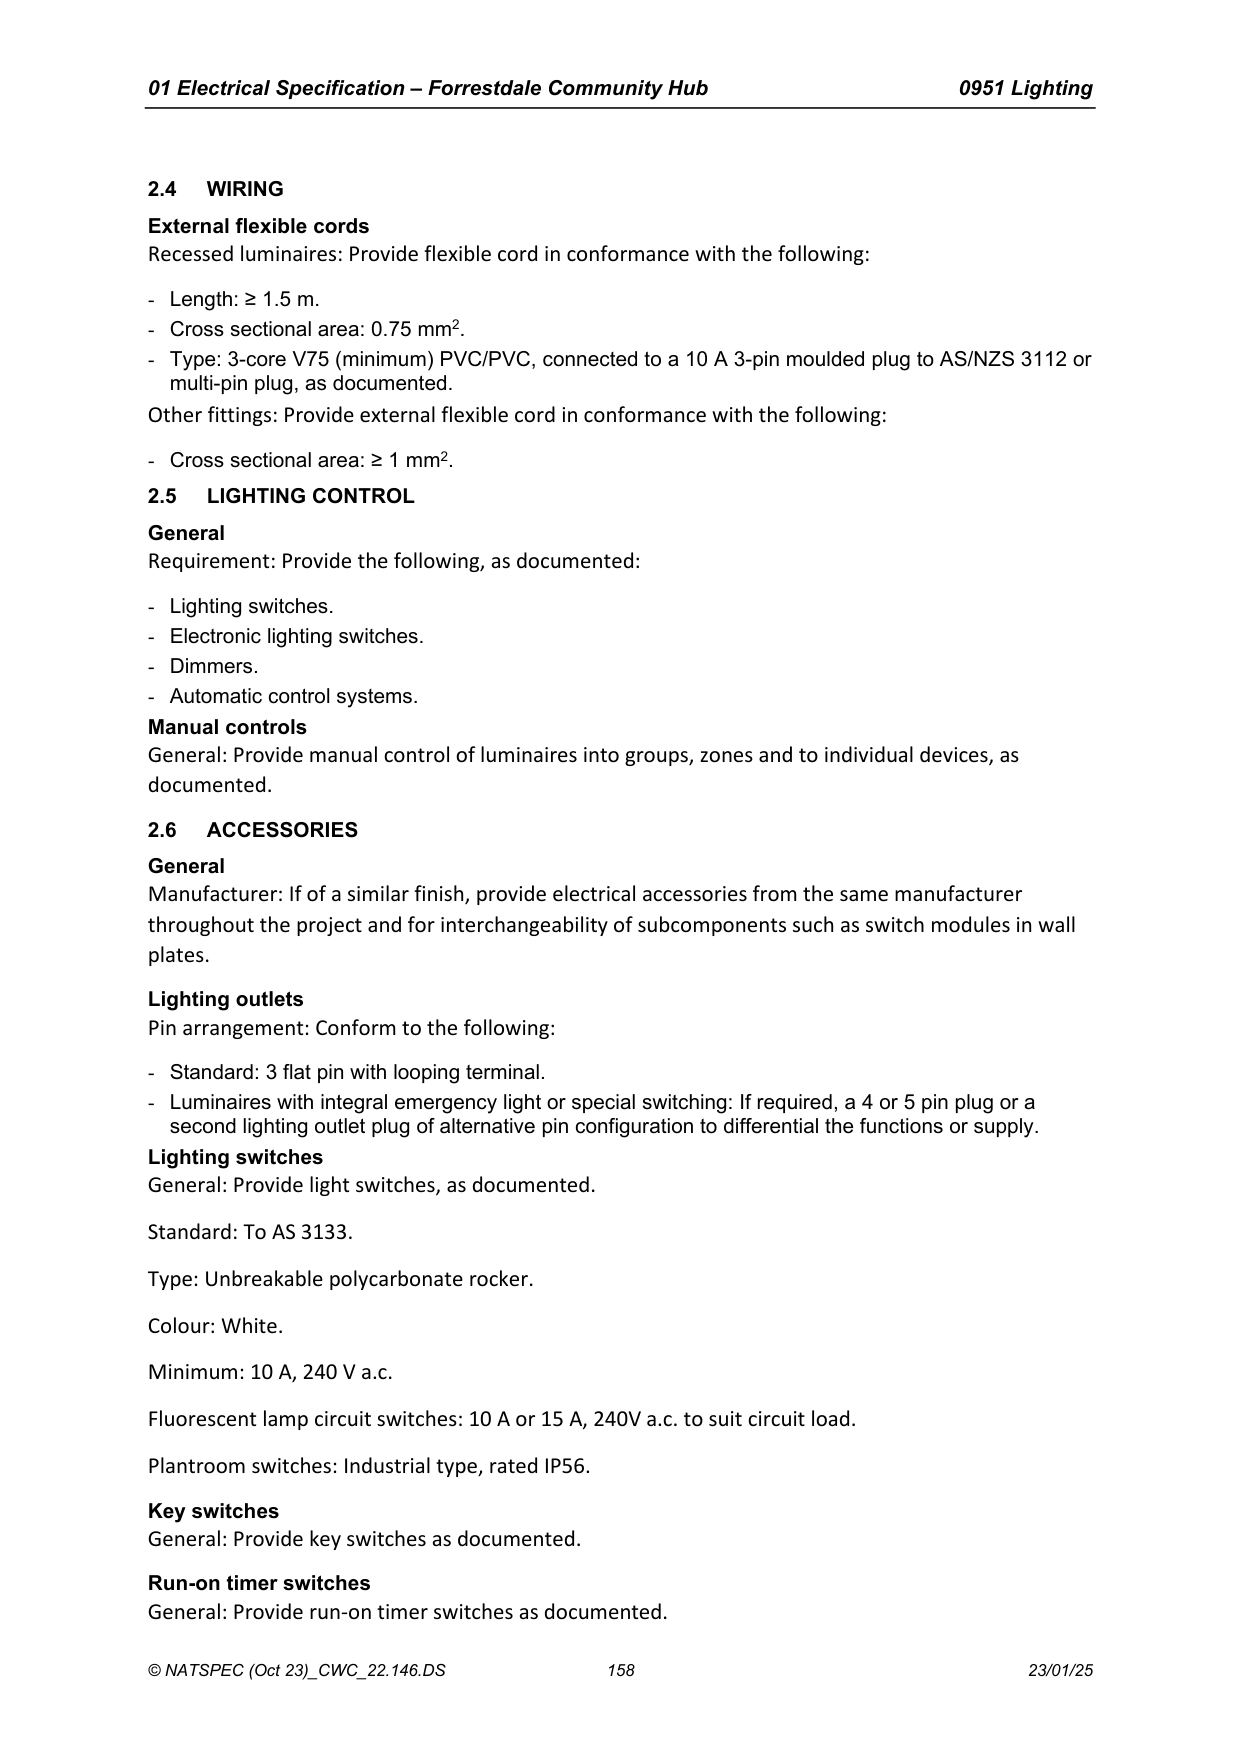 01 Electrical Specification – Forrestdale Community Hub 0951 Lighting
2.4 WIRING
External flexible cords
Recessed luminaires: Provide flexible cord in conformance with the following:
- Length: ≥ 1.5 m.
- Cross sectional area: 0.75 mm².
- Type: 3-core V75 (minimum) PVC/PVC, connected to a 10 A 3-pin moulded plug to AS/NZS 3112 or
multi-pin plug, as documented.
Other fittings: Provide external flexible cord in conformance with the following:
- Cross sectional area: ≥ 1 mm².
2.5 LIGHTING CONTROL
General
Requirement: Provide the following, as documented:
- Lighting switches.
- Electronic lighting switches.
- Dimmers.
- Automatic control systems.
Manual controls
General: Provide manual control of luminaires into groups, zones and to individual devices, as
documented.
2.6 ACCESSORIES
General
Manufacturer: If of a similar finish, provide electrical accessories from the same manufacturer
throughout the project and for interchangeability of subcomponents such as switch modules in wall
plates.
Lighting outlets
Pin arrangement: Conform to the following:
- Standard: 3 flat pin with looping terminal.
- Luminaires with integral emergency light or special switching: If required, a 4 or 5 pin plug or a
second lighting outlet plug of alternative pin configuration to differential the functions or supply.
Lighting switches
General: Provide light switches, as documented.
Standard: To AS 3133.
Type: Unbreakable polycarbonate rocker.
Colour: White.
Minimum: 10 A, 240 V a.c.
Fluorescent lamp circuit switches: 10 A or 15 A, 240V a.c. to suit circuit load.
Plantroom switches: Industrial type, rated IP56.
Key switches
General: Provide key switches as documented.
Run-on timer switches
General: Provide run-on timer switches as documented.
© NATSPEC (Oct 23)_CWC_22.146.DS 158 23/01/25